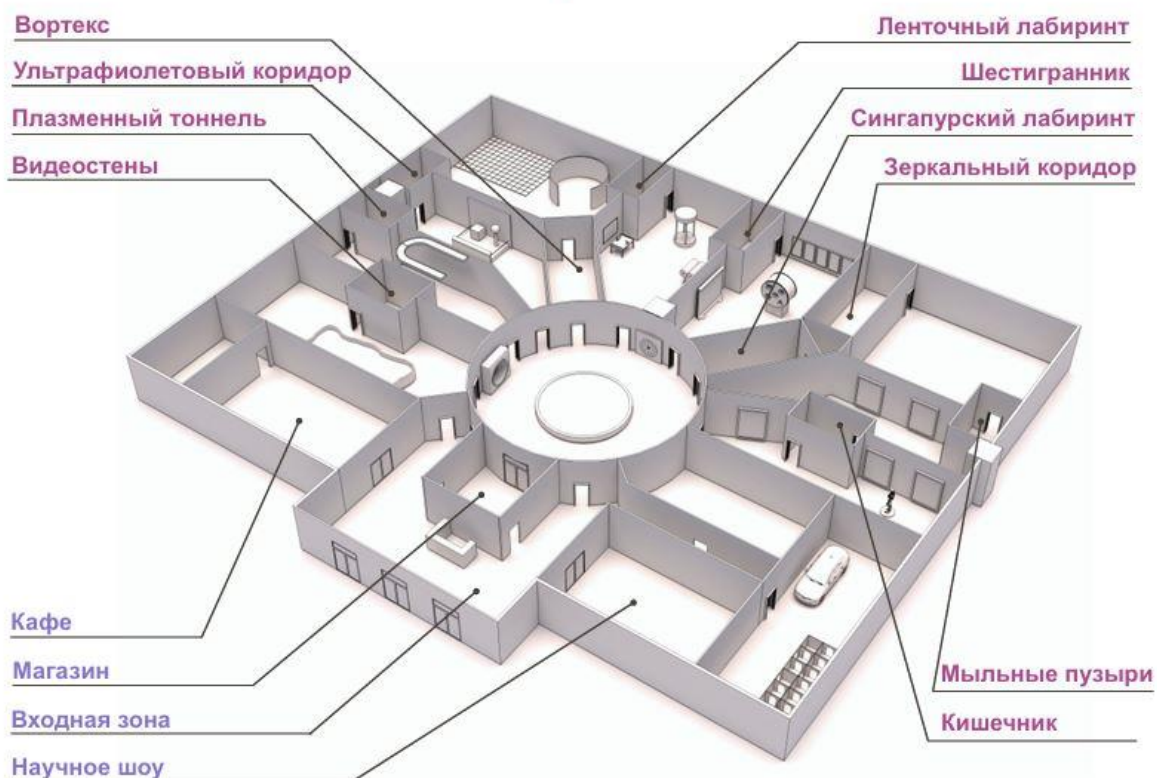 Вортекс
Ультрафиолетовый коридор
Плазменный тоннель
Видеостены
Ленточный лабиринт
Шестигранник
Сингапурский лабиринт
Зеркальный коридор
Кафе
Магазин
Входная зона
Научное шоу
Мыльные пузыри
Кишечник